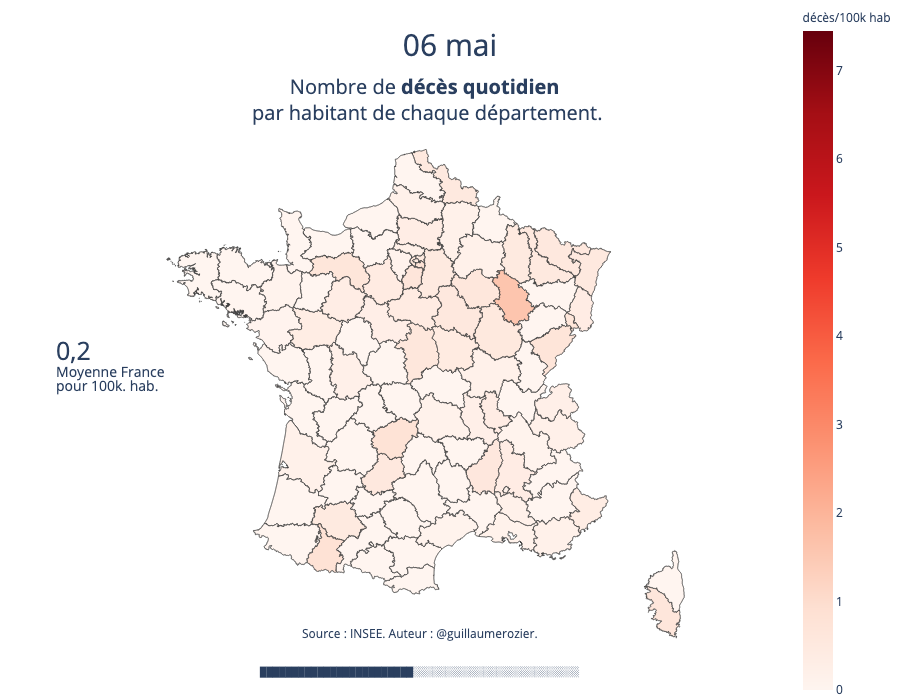 décès/100k hab
06 mai
Nombre de décès quotidien
par habitant de chaque département.
7
6
5
4
3
2
1
0
0,2
Moyenne France
pour 100k. hab.
Source : INSEE. Auteur : @guillaumerozier.